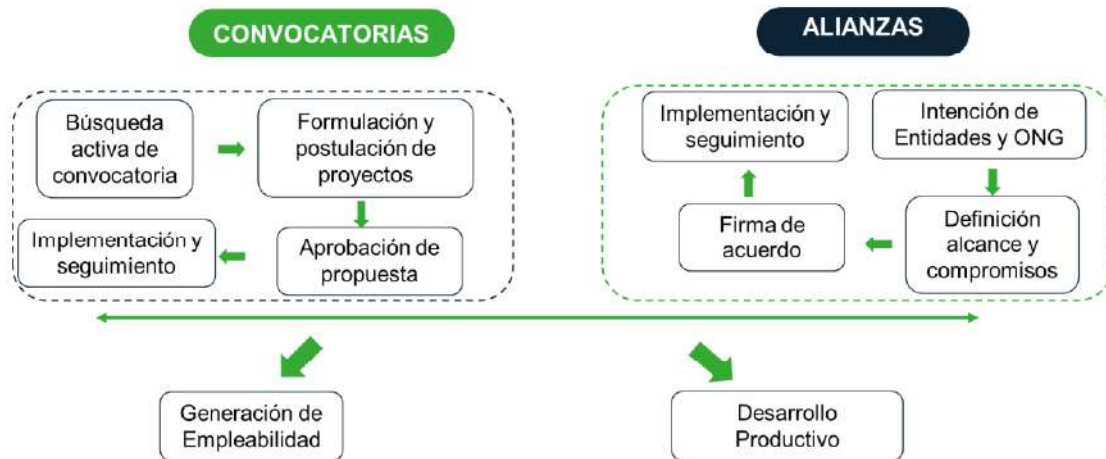 CONVOCATORIAS
Búsqueda
activa de
convocatoria
Formulación y
postulación de
proyectos
Aprobación de
propuesta
Implementación y
seguimiento
ALIANZAS
Intención de
Entidades y ONG
Definición
alcance y
compromisos
Firma de
acuerdo
Implementación y
seguimiento
Generación de
Empleabilidad
Desarrollo
Productivo